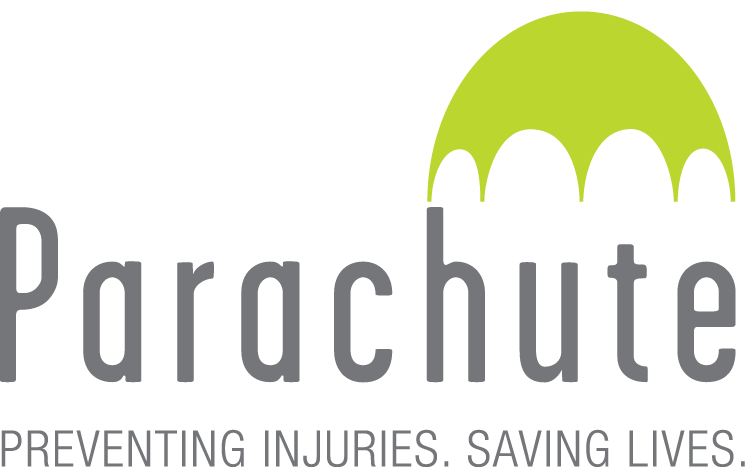 Parachute
PREVENTING INJURIES. SAVING LIVES.